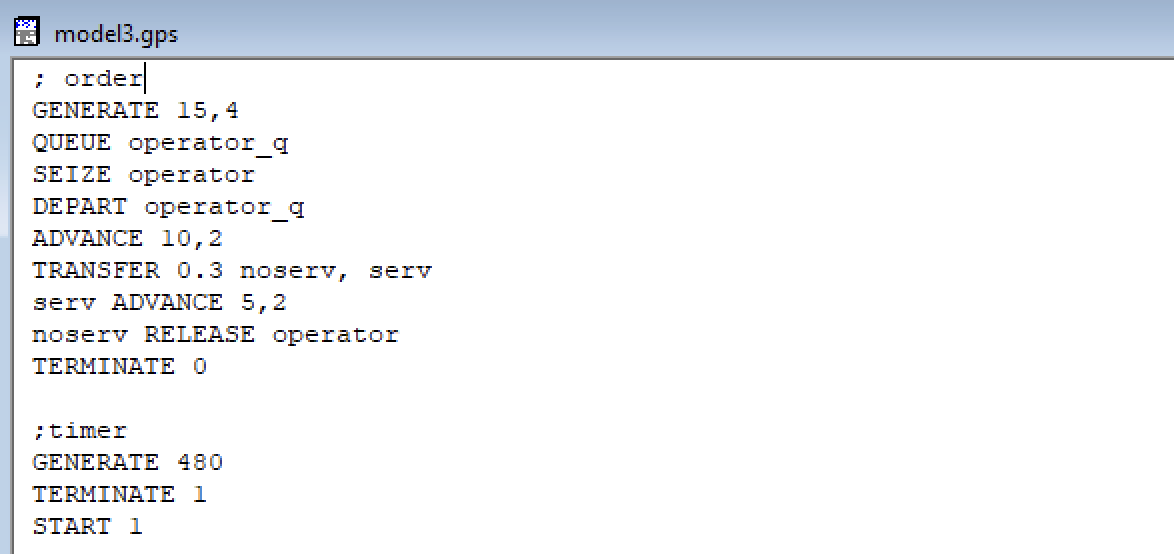 model3.gps
; order
GENERATE 15,4
QUEUE operator_q
SEIZE operator
DEPART operator_q
ADVANCE 10,2
TRANSFER 0.3 noserv, serv
serv ADVANCE 5,2
noserv RELEASE operator
TERMINATE 0
;timer
GENERATE 480
TERMINATE 1
START 1